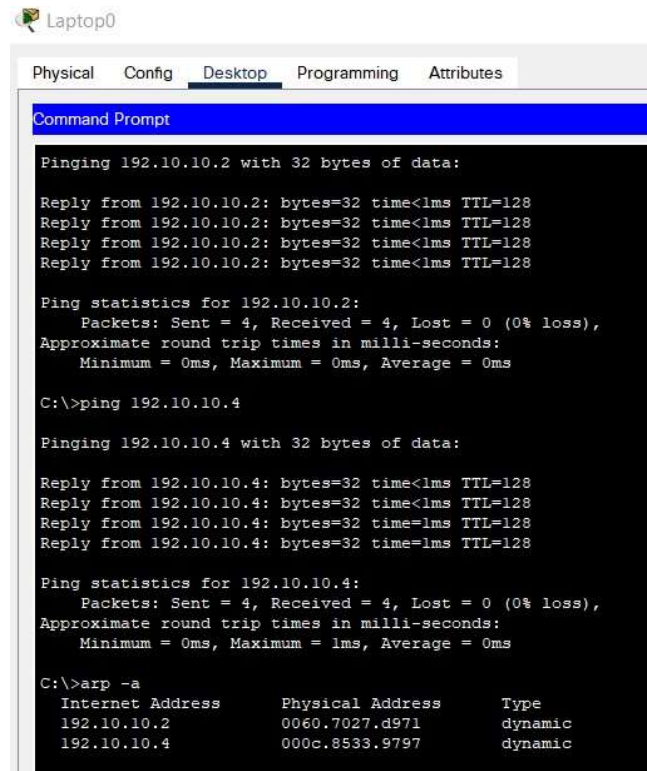 Laptop0
Physical Config Desktop Programming Attributes
Command Prompt
Pinging 192.10.10.2 with 32 bytes of data:
Reply from 192.10.10.2: bytes=32 time<1ms TTL=128
Reply from 192.10.10.2: bytes=32 time<1ms TTL=128
Reply from 192.10.10.2: bytes=32 time<1ms TTL=128
Reply from 192.10.10.2: bytes=32 time<1ms TTL=128
Ping statistics for 192.10.10.2:
Packets: Sent = 4, Received = 4, Lost = 0 (0% loss),
Approximate round trip times in milli-seconds:
Minimum = 0ms, Maximum = 0ms, Average = 0ms
C:\>ping 192.10.10.4
Pinging 192.10.10.4 with 32 bytes of data:
Reply from 192.10.10.4: bytes=32 time<1ms TTL=128
Reply from 192.10.10.4: bytes=32 time<1ms TTL=128
Reply from 192.10.10.4: bytes=32 time=1ms TTL=128
Reply from 192.10.10.4: bytes=32 time=1ms TTL=128
Ping statistics for 192.10.10.4:
Packets: Sent = 4, Received = 4, Lost = 0 (0% loss),
Approximate round trip times in milli-seconds:
Minimum = 0ms, Maximum = 1ms, Average = 0ms
C:\>arp -a
Internet Address Physical Address Type
192.10.10.2 0060.7027.d971 dynamic
192.10.10.4 000c.8533.9797 dynamic